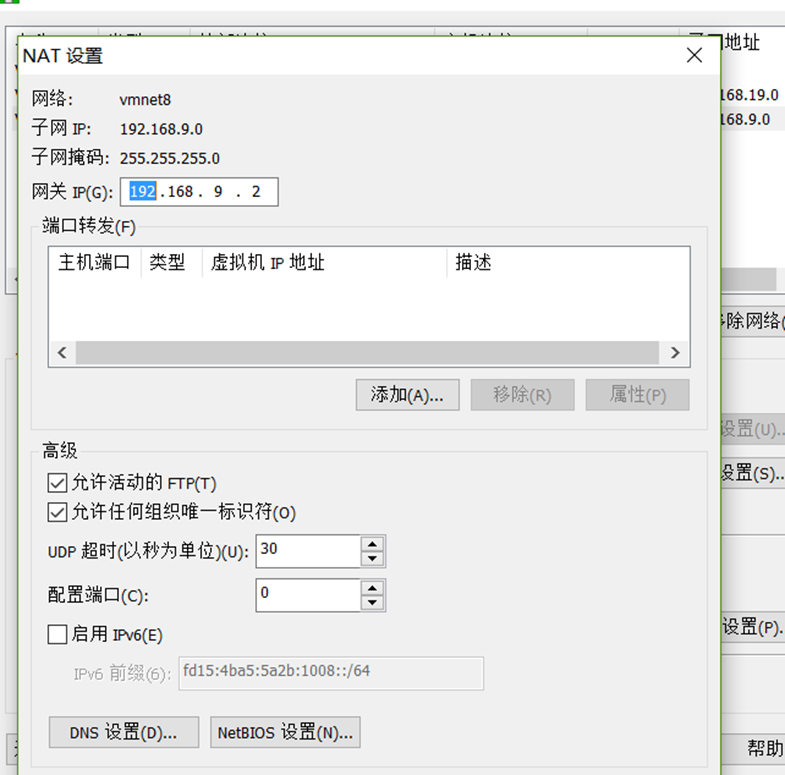 子网地址
NAT 设置
网络: vmnet8
168.19.0
子网 IP: 192.168.9.0
168.9.0
子网掩码: 255.255.255.0
网关 IP(G): 192.168. 9 . 2
端口转发(F)
主机端口 类型 虚拟机 IP 地址 描述
移除网络(
添加(A)... 移除(R) 属性(P)
设置(U)..
高级
设置(S)..
允许活动的 FTP(T)
允许任何组织唯一标识符(O)
UDP 超时(以秒为单位)(U): 30
配置端口(C): 0
设置(P).
启用 IPv6(E)
IPv6 前缀(6): fd15:4ba5:5a2b:1008::/64
DNS 设置(D)... NetBIOS 设置(N)...
帮助